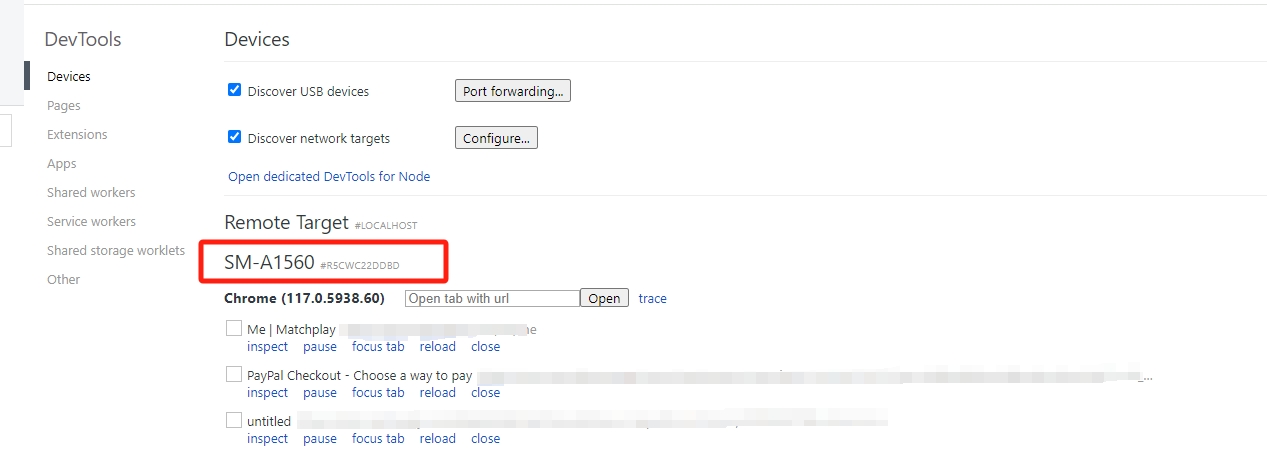 DevTools
Devices
Pages
Extensions
Apps
Shared workers
Service workers
Shared storage worklets
Other
Devices
Discover USB devices Port forwarding...
Discover network targets Configure...
Open dedicated DevTools for Node
Remote Target #LOCALHOST
SM-A1560 #R5CWC22DDBD
Chrome (117.0.5938.60) Open tab with url Open trace
Me | Matchplay
inspect pause focus tab reload close
PayPal Checkout - Choose a way to pay
inspect pause focus tab reload close
untitled
inspect pause focus tab reload close